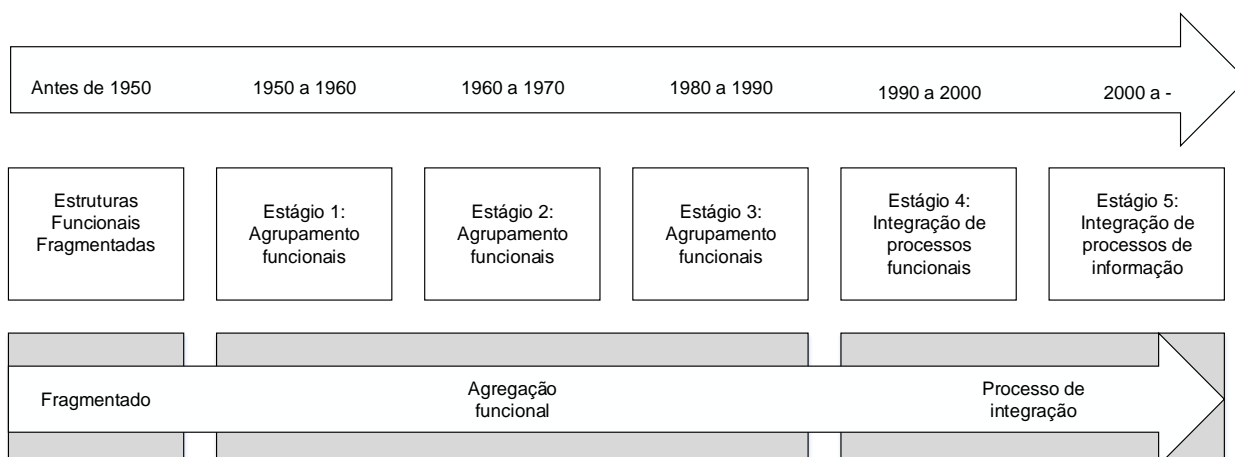 Antes de 1950
1950 a 1960
1960 a 1970
1980 a 1990
1990 a 2000
2000 a -
Estruturas
Funcionais
Fragmentadas
Estágio 1:
Agrupamento
funcionais
Estágio 2:
Agrupamento
funcionais
Estágio 3:
Agrupamento
funcionais
Estágio 4:
Integração de
processos
funcionais
Estágio 5:
Integração de
processos de
informação
Fragmentado
Agregação
funcional
Processo de
integração